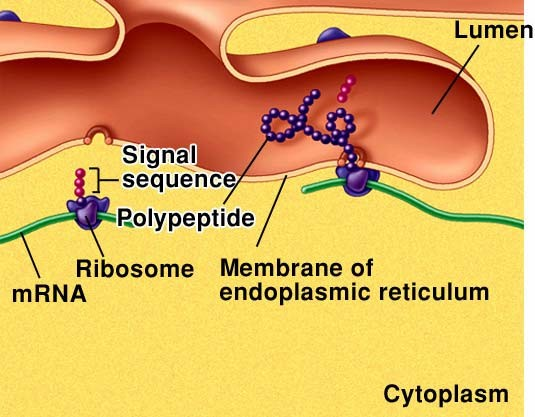 Lumen
Signal
sequence
Polypeptide
Ribosome
mRNA
Membrane of
endoplasmic reticulum
Cytoplasm